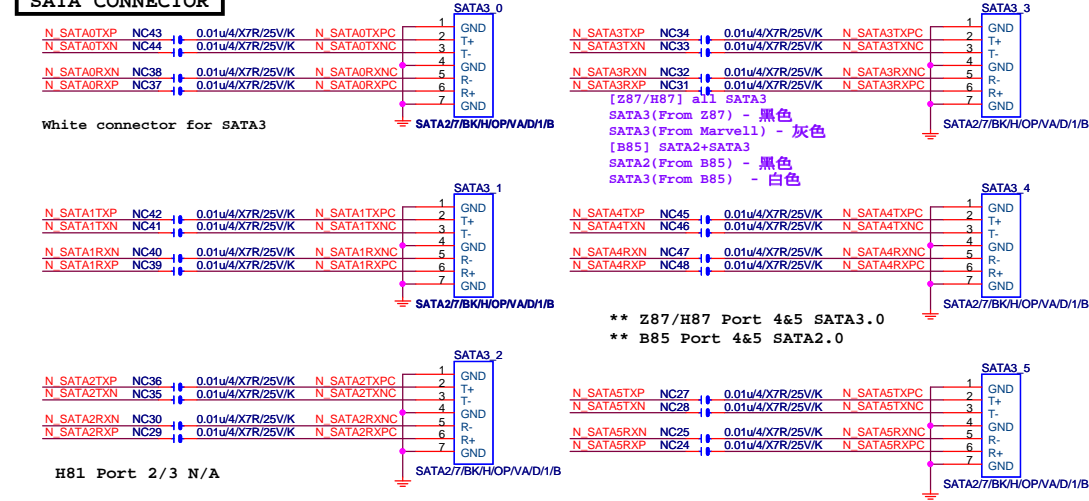 SATA CONNECTOR
SATA3_0
N_SATA0TXP NC43 0.01u/4/X7R/25V/K N_SATA0TXPC
N_SATA0TXN NC44 0.01u/4/X7R/25V/K N_SATA0TXNC
N_SATA0RXN NC38 0.01u/4/X7R/25V/K N_SATA0RXNC
N_SATA0RXP NC37 0.01u/4/X7R/25V/K N_SATA0RXPC
1 GND
2 T+
3 T-
4 GND
5 R-
6 R+
7 GND
White connector for SATA3
SATA2/7/BK/H/OP/VA/D/1/B
SATA3_3
N_SATA3TXP NC34 0.01u/4/X7R/25V/K N_SATA3TXPC
N_SATA3TXN NC33 0.01u/4/X7R/25V/K N_SATA3TXNC
N_SATA3RXN NC32 0.01u/4/X7R/25V/K N_SATA3RXNC
N_SATA3RXP NC31 0.01u/4/X7R/25V/K N_SATA3RXPC
1 GND
2 T+
3 T-
4 GND
5 R-
6 R+
7 GND
SATA2/7/BK/H/OP/VA/D/1/B
[Z87/H87] all SATA3
SATA3(From Z87) - 黑色
SATA3(From Marvell) - 灰色
[B85] SATA2+SATA3
SATA2(From B85) - 黑色
SATA3(From B85) - 白色
SATA3_1
N_SATA1TXP NC42 0.01u/4/X7R/25V/K N_SATA1TXPC
N_SATA1TXN NC41 0.01u/4/X7R/25V/K N_SATA1TXNC
N_SATA1RXN NC40 0.01u/4/X7R/25V/K N_SATA1RXNC
N_SATA1RXP NC39 0.01u/4/X7R/25V/K N_SATA1RXPC
1 GND
2 T+
3 T-
4 GND
5 R-
6 R+
7 GND
SATA2/7/BK/H/OP/VA/D/1/B
SATA3_4
N_SATA4TXP NC45 0.01u/4/X7R/25V/K N_SATA4TXPC
N_SATA4TXN NC46 0.01u/4/X7R/25V/K N_SATA4TXNC
N_SATA4RXN NC47 0.01u/4/X7R/25V/K N_SATA4RXNC
N_SATA4RXP NC48 0.01u/4/X7R/25V/K N_SATA4RXPC
1 GND
2 T+
3 T-
4 GND
5 R-
6 R+
7 GND
SATA2/7/BK/H/OP/VA/D/1/B
** Z87/H87 Port 4&5 SATA3.0
** B85 Port 4&5 SATA2.0
SATA3_2
N_SATA2TXP NC36 0.01u/4/X7R/25V/K N_SATA2TXPC
N_SATA2TXN NC35 0.01u/4/X7R/25V/K N_SATA2TXNC
N_SATA2RXN NC30 0.01u/4/X7R/25V/K N_SATA2RXNC
N_SATA2RXP NC29 0.01u/4/X7R/25V/K N_SATA2RXPC
1 GND
2 T+
3 T-
4 GND
5 R-
6 R+
7 GND
H81 Port 2/3 N/A
SATA2/7/BK/H/OP/VA/D/1/B
SATA3_5
N_SATA5TXP NC27 0.01u/4/X7R/25V/K N_SATA5TXPC
N_SATA5TXN NC28 0.01u/4/X7R/25V/K N_SATA5TXNC
N_SATA5RXN NC25 0.01u/4/X7R/25V/K N_SATA5RXNC
N_SATA5RXP NC24 0.01u/4/X7R/25V/K N_SATA5RXPC
1 GND
2 T+
3 T-
4 GND
5 R-
6 R+
7 GND
SATA2/7/BK/H/OP/VA/D/1/B